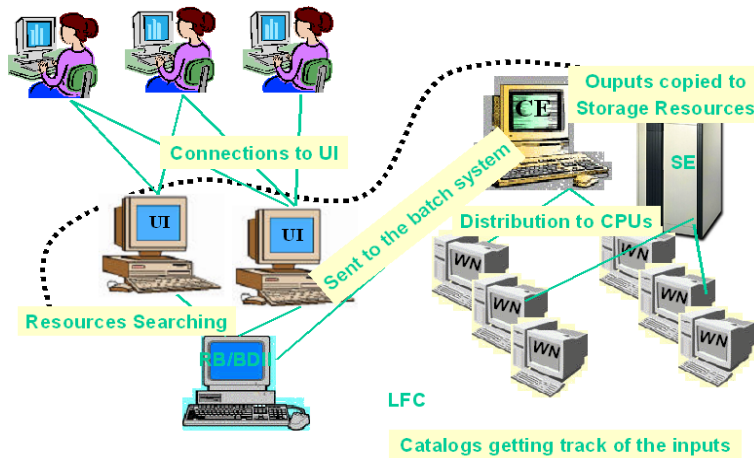 CE
Ouputs copied to
Storage Resources
Connections to UI
SE
UI
UI
Sent to the batch system
Distribution to CPUs
WN
WN
WN
WN
WN
WN
Resources Searching
RB/BDII
LFC
Catalogs getting track of the inputs